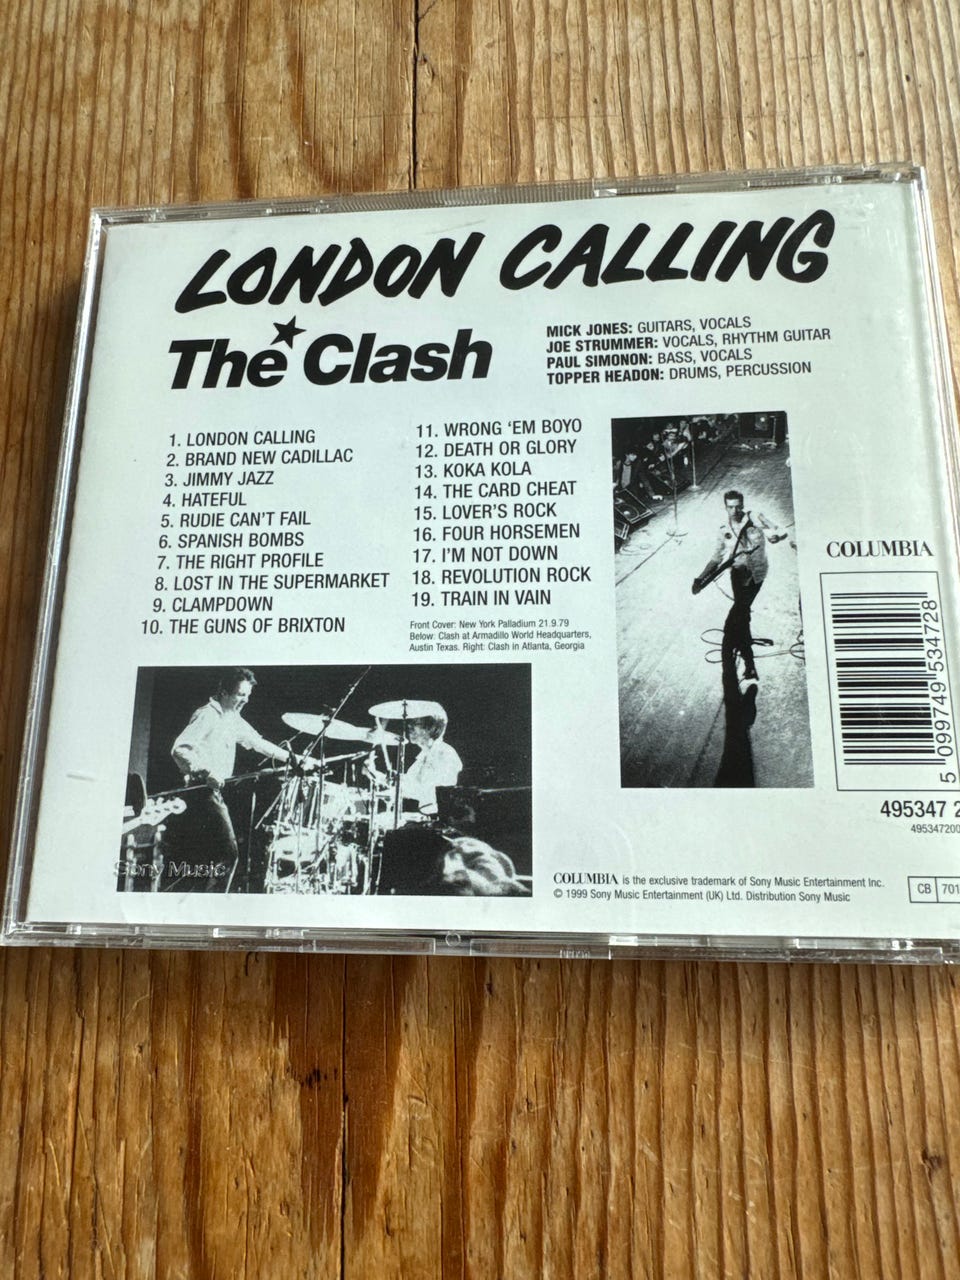 LONDON CALLING
The Clash
MICK JONES: GUITARS, VOCALS
JOE STRUMMER: VOCALS, RHYTHM GUITAR
PAUL SIMONON: BASS, VOCALS
TOPPER HEADON: DRUMS, PERCUSSION
1. LONDON CALLING
2. BRAND NEW CADILLAC
3. JIMMY JAZZ
4. HATEFUL
5. RUDIE CAN'T FAIL
6. SPANISH BOMBS
7. THE RIGHT PROFILE
8. LOST IN THE SUPERMARKET
9. CLAMPDOWN
10. THE GUNS OF BRIXTON
11. WRONG 'EM BOYO
12. DEATH OR GLORY
13. KOKA KOLA
14. THE CARD CHEAT
15. LOVER'S ROCK
16. FOUR HORSEMEN
17. I'M NOT DOWN
18. REVOLUTION ROCK
19. TRAIN IN VAIN
Front Cover: New York Palladium 21.9.79
Below: Clash at Armadillo World Headquarters,
Austin Texas. Right: Clash in Atlanta, Georgia
COLUMBIA
5 099749 534728
495347 2
495347200
Sony Music
COLUMBIA is the exclusive trademark of Sony Music Entertainment Inc.
© 1999 Sony Music Entertainment (UK) Ltd. Distribution Sony Music
CB 701